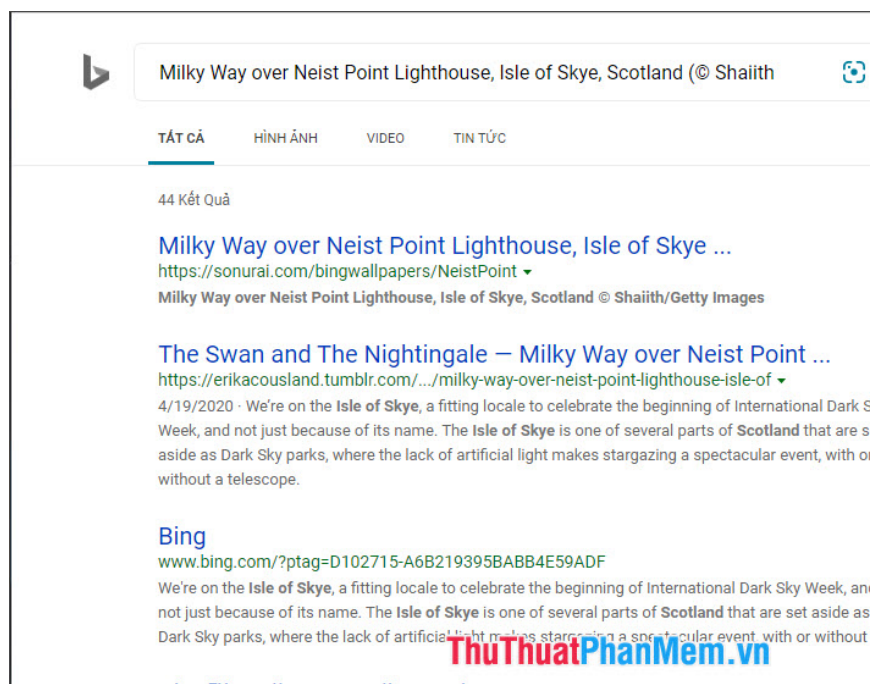 Milky Way over Neist Point Lighthouse, Isle of Skye, Scotland (© Shaiith
TẤT CẢ HÌNH ẢNH VIDEO TIN TỨC
44 Kết Quả
Milky Way over Neist Point Lighthouse, Isle of Skye ...
https://sonurai.com/bingwallpapers/NeistPoint
Milky Way over Neist Point Lighthouse, Isle of Skye, Scotland © Shaiith/Getty Images
The Swan and The Nightingale — Milky Way over Neist Point ...
https://erikacousland.tumblr.com/.../milky-way-over-neist-point-lighthouse-isle-of
4/19/2020 · We're on the Isle of Skye, a fitting locale to celebrate the beginning of International Dark S
Week, and not just because of its name. The Isle of Skye is one of several parts of Scotland that are s
aside as Dark Sky parks, where the lack of artificial light makes stargazing a spectacular event, with or
without a telescope.
Bing
www.bing.com/?ptag=D102715-A6B219395BABB4E59ADF
We're on the Isle of Skye, a fitting locale to celebrate the beginning of International Dark Sky Week, and
not just because of its name. The Isle of Skye is one of several parts of Scotland that are set aside as
Dark Sky parks, where the lack of artificial light makes stargazing a spectacular event, with or without
ThuThuatPhanMem.vn